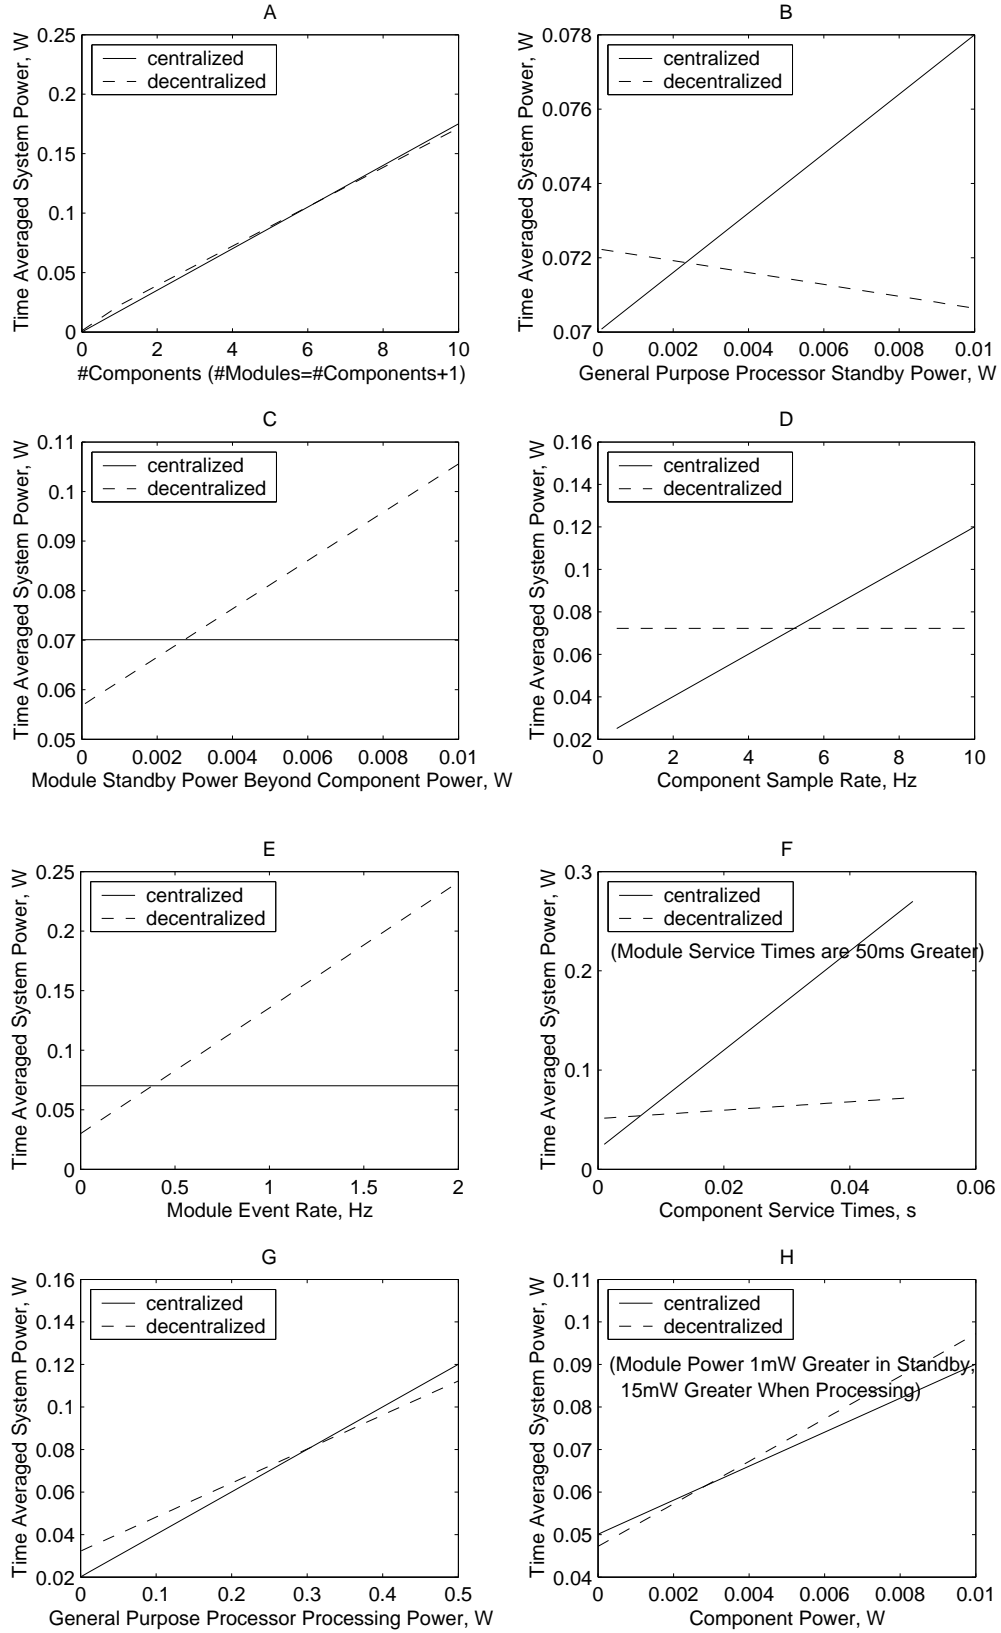 A
Time Averaged System Power, W
0.25
0.2
0.15
0.1
0.05
0
centralized
decentralized
0 2 4 6 8 10
#Components (#Modules=#Components+1)
B
Time Averaged System Power, W
0.078
0.076
0.074
0.072
0.07
centralized
decentralized
0 0.002 0.004 0.006 0.008 0.01
General Purpose Processor Standby Power, W
C
Time Averaged System Power, W
0.11
0.1
0.09
0.08
0.07
0.06
0.05
centralized
decentralized
0 0.002 0.004 0.006 0.008 0.01
Module Standby Power Beyond Component Power, W
D
Time Averaged System Power, W
0.16
0.14
0.12
0.1
0.08
0.06
0.04
0.02
centralized
decentralized
0 2 4 6 8 10
Component Sample Rate, Hz
E
Time Averaged System Power, W
0.25
0.2
0.15
0.1
0.05
0
centralized
decentralized
0 0.5 1 1.5 2
Module Event Rate, Hz
F
Time Averaged System Power, W
0.3
0.2
0.1
0
centralized
decentralized
(Module Service Times are 50ms Greater)
0 0.02 0.04 0.06
Component Service Times, s
G
Time Averaged System Power, W
0.16
0.14
0.12
0.1
0.08
0.06
0.04
0.02
centralized
decentralized
0 0.1 0.2 0.3 0.4 0.5
General Purpose Processor Processing Power, W
H
Time Averaged System Power, W
0.11
0.1
0.09
0.08
0.07
0.06
0.05
0.04
centralized
decentralized
(Module Power 1mW Greater in Standby,
15mW Greater When Processing)
0 0.002 0.004 0.006 0.008 0.01
Component Power, W